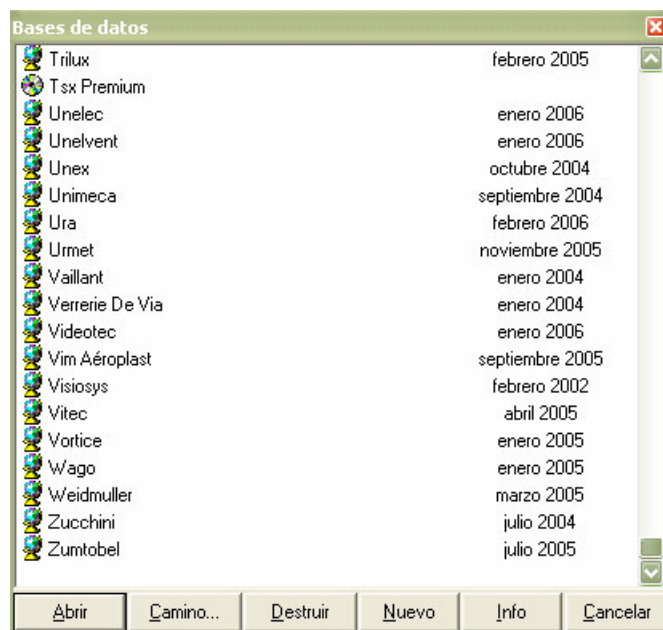 Bases de datos
Trilux febrero 2005
Tsx Premium
Unelec enero 2006
Unelvent enero 2006
Unex octubre 2004
Unimeca septiembre 2004
Ura febrero 2006
Urmet noviembre 2005
Vaillant enero 2004
Verrerie De Via enero 2004
Videotec enero 2006
Vim Aéroplast septiembre 2005
Visiosys febrero 2002
Vitec abril 2005
Vortice enero 2005
Wago enero 2005
Weidmuller marzo 2005
Zucchini julio 2004
Zumtobel julio 2005
Abrir Camino... Destruir Nuevo Info Cancelar